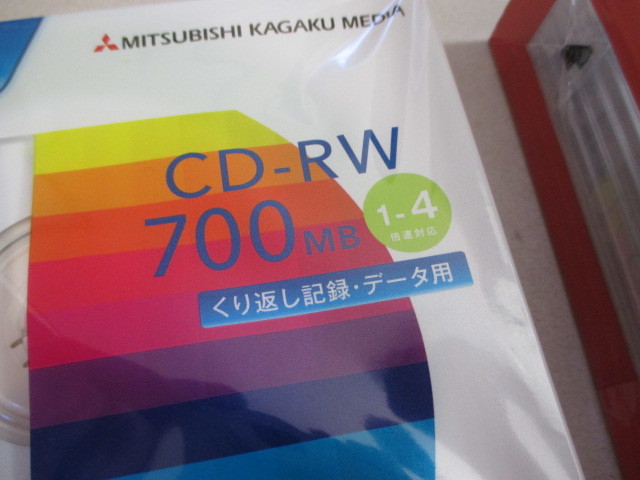 MITSUBISHI KAGAKU MEDIA
CD-RW
700MB
1-4
倍速対応
くり返し記録・データ用